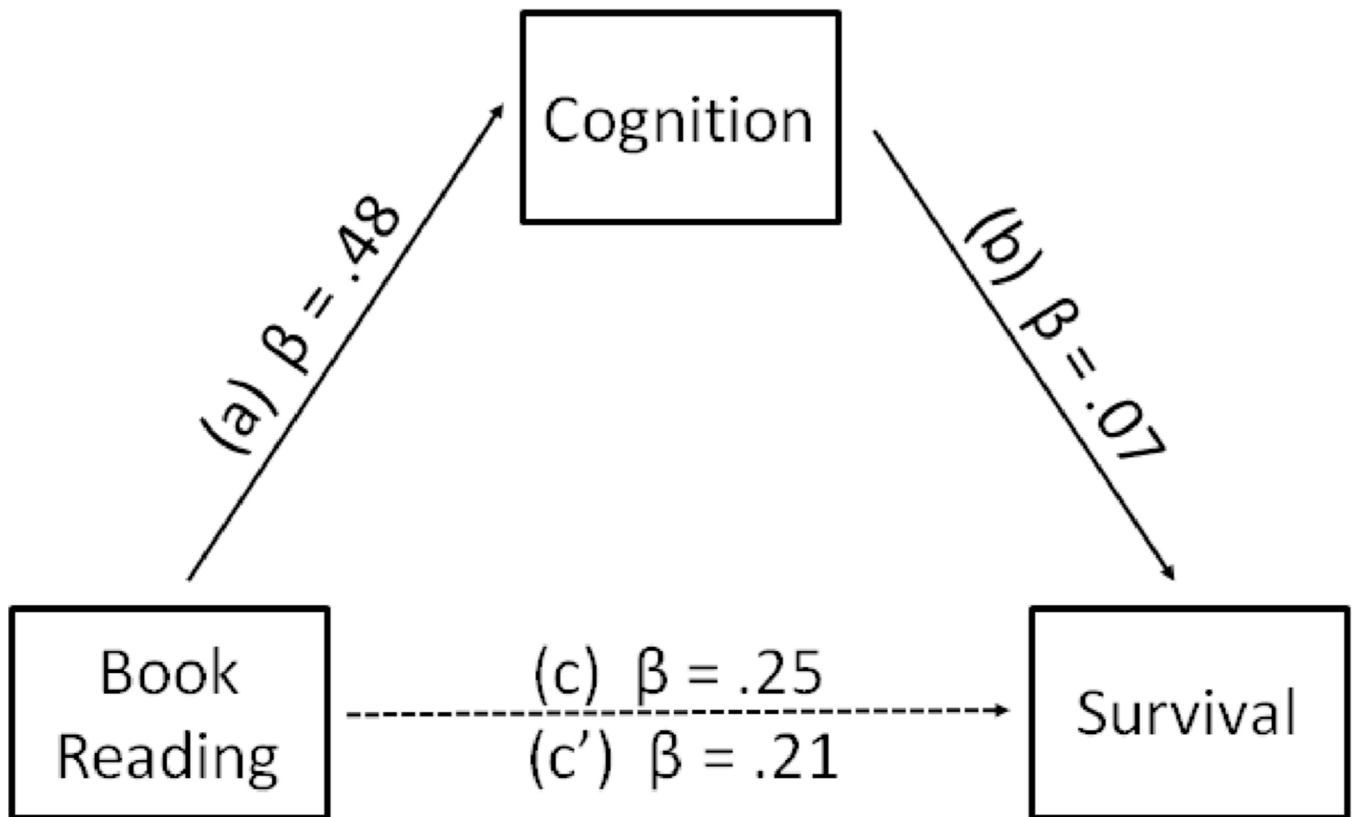 Cognition
(a) β = .48
(b) β = .07
Book
Reading
(c) β = .25
(c’) β = .21
Survival